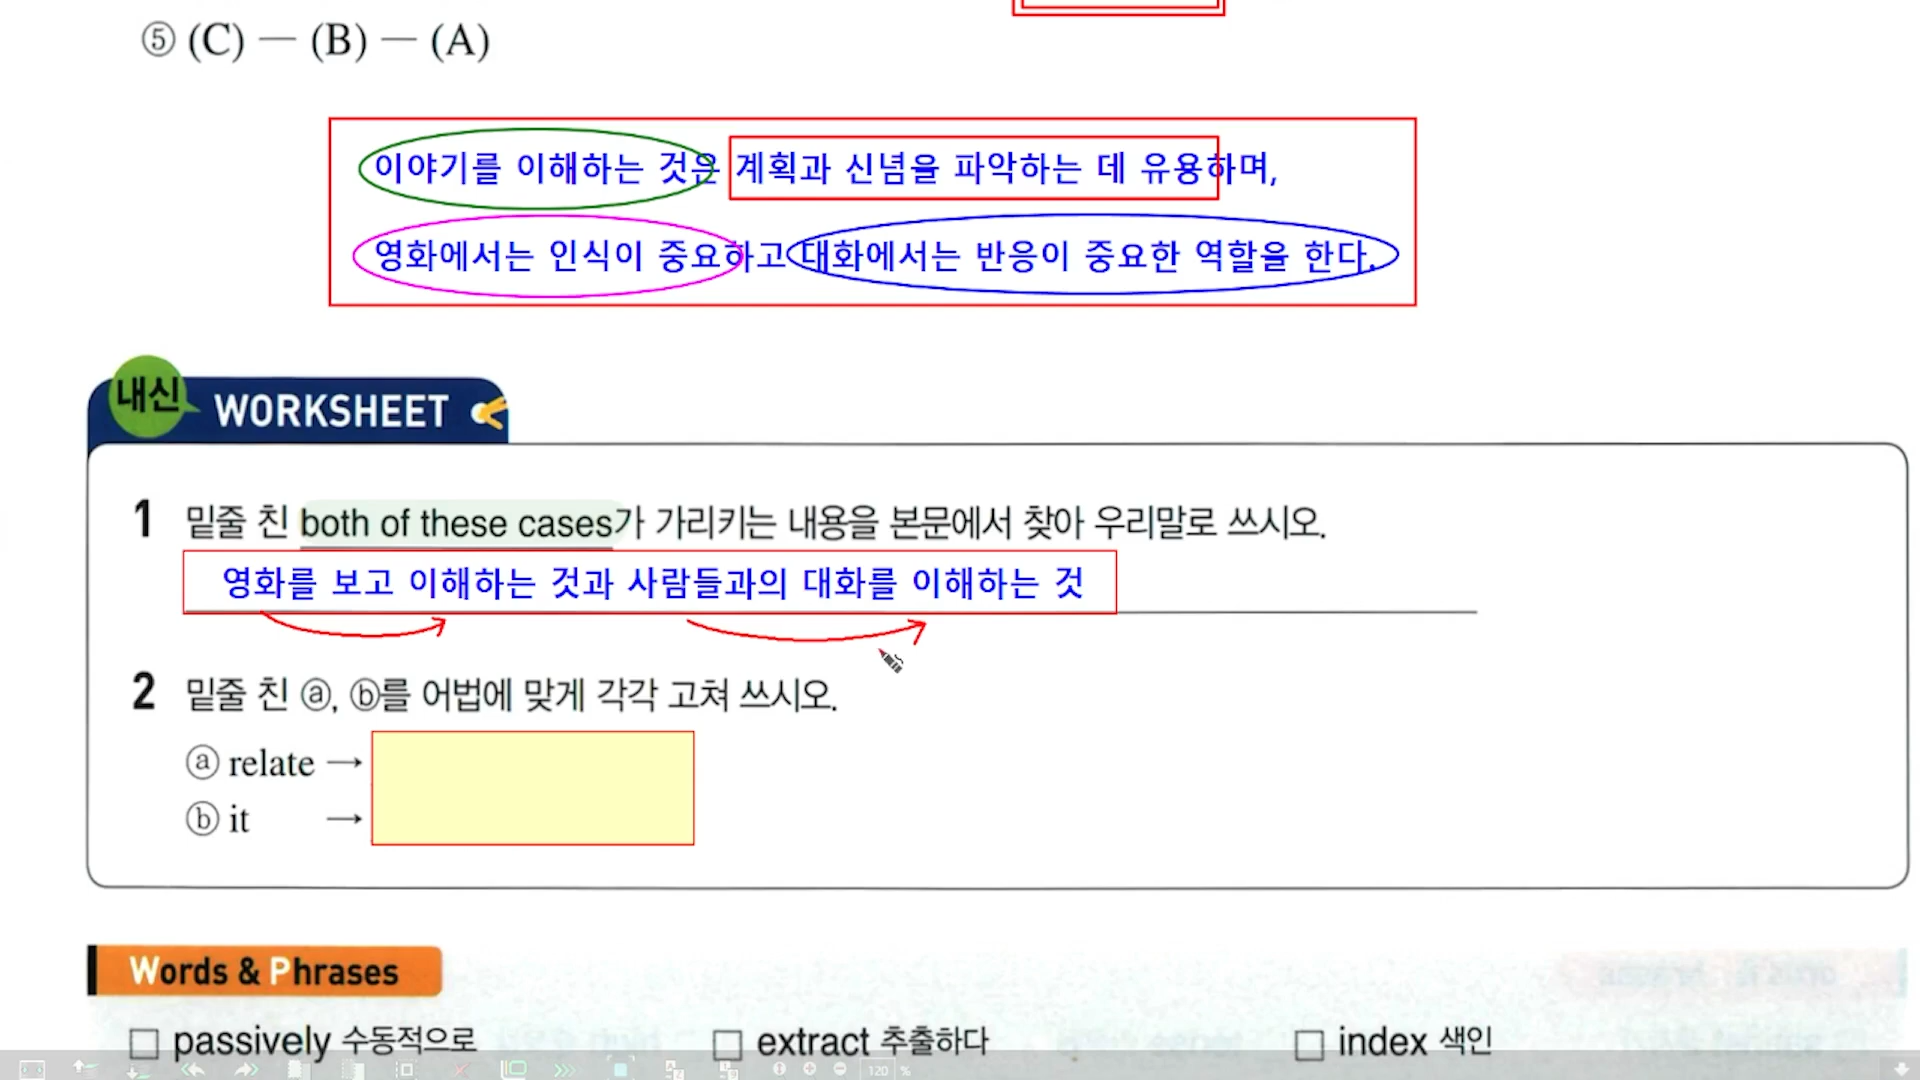 ⑤ (C) — (B) — (A)
이야기를 이해하는 것은 계획과 신념을 파악하는 데 유용하며,
영화에서는 인식이 중요하고 대화에서는 반응이 중요한 역할을 한다.
내신 WORKSHEET
1 밑줄 친 both of these cases가 가리키는 내용을 본문에서 찾아 우리말로 쓰시오.
영화를 보고 이해하는 것과 사람들과의 대화를 이해하는 것
2 밑줄 친 ⓐ, ⓑ를 어법에 맞게 각각 고쳐 쓰시오.
ⓐ relate →
ⓑ it →
Words & Phrases
□ passively 수동적으로 □ extract 추출하다 □ index 색인
120 %